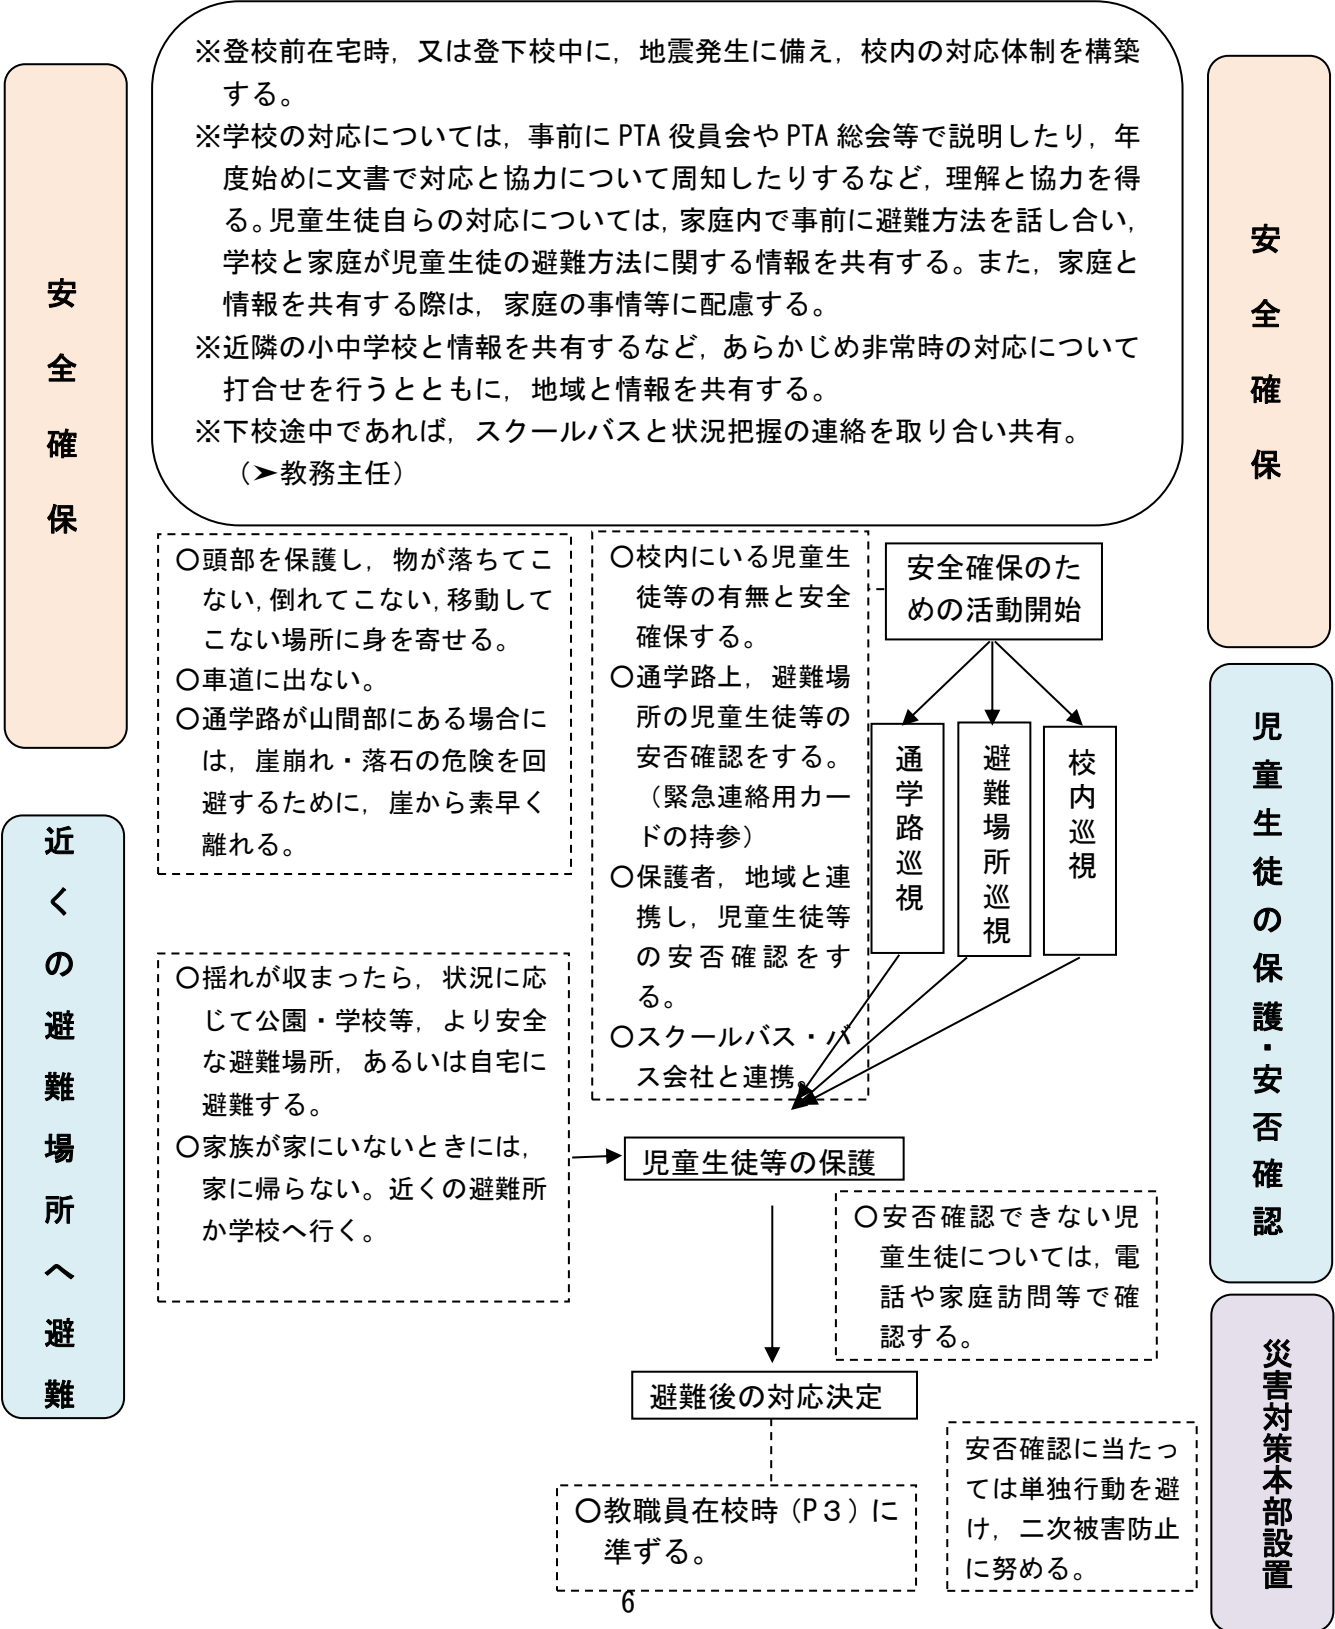 ※登校前在宅時，又は登下校中に，地震発生に備え，校内の対応体制を構築
する。
※学校の対応については，事前に PTA 役員会や PTA 総会等で説明したり，年
度始めに文書で対応と協力について周知したりするなど，理解と協力を得
る。児童生徒自らの対応については，家庭内で事前に避難方法を話し合い，
学校と家庭が児童生徒の避難方法に関する情報を共有する。また，家庭と
情報を共有する際は，家庭の事情等に配慮する。
※近隣の小中学校と情報を共有するなど，あらかじめ非常時の対応について
打合せを行うとともに，地域と情報を共有する。
※下校途中であれば，スクールバスと状況把握の連絡を取り合い共有。
（➢教務主任）
安全確保
安全確保
〇頭部を保護し，物が落ちてこ
ない，倒れてこない，移動して
こない場所に身を寄せる。
〇車道に出ない。
〇通学路が山間部にある場合に
は，崖崩れ・落石の危険を回
避するために，崖から素早く
離れる。
〇校内にいる児童生
徒等の有無と安全
確保する。
〇通学路上，避難場
所の児童生徒等の
安否確認をする。
（緊急連絡用カー
ドの持参）
〇保護者，地域と連
携し，児童生徒等
の安否確認をす
る。
〇スクールバス・バ
ス会社と連携。
安全確保のた
めの活動開始
通学路巡視
避難場所巡視
校内巡視
児童生徒の保護・安否確認
近くの避難場所へ避難
〇揺れが収まったら，状況に応
じて公園・学校等，より安全
な避難場所，あるいは自宅に
避難する。
〇家族が家にいないときには，
家に帰らない。近くの避難所
か学校へ行く。
児童生徒等の保護
〇安否確認できない児
童生徒については，電
話や家庭訪問等で確
認する。
避難後の対応決定
災害対策本部設置
安否確認に当たっ
ては単独行動を避
け，二次被害防止
に努める。
〇教職員在校時（P３）に
準ずる。
6